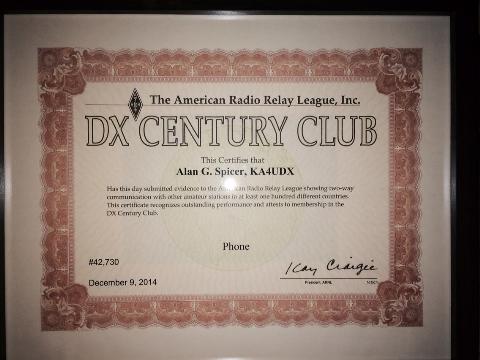 The American Radio Relay League, Inc.
DX CENTURY CLUB
This Certifies that
Alan G. Spicer, KA4UDX
Has this day submitted evidence to the American Radio Relay League showing two-way
communication with other amateur stations in at least one hundred different countries.
This certificate recognizes outstanding performance and attests to membership in the
DX Century Club.
Phone
#42,730
Kay Craigie
December 9, 2014
President, ARRL